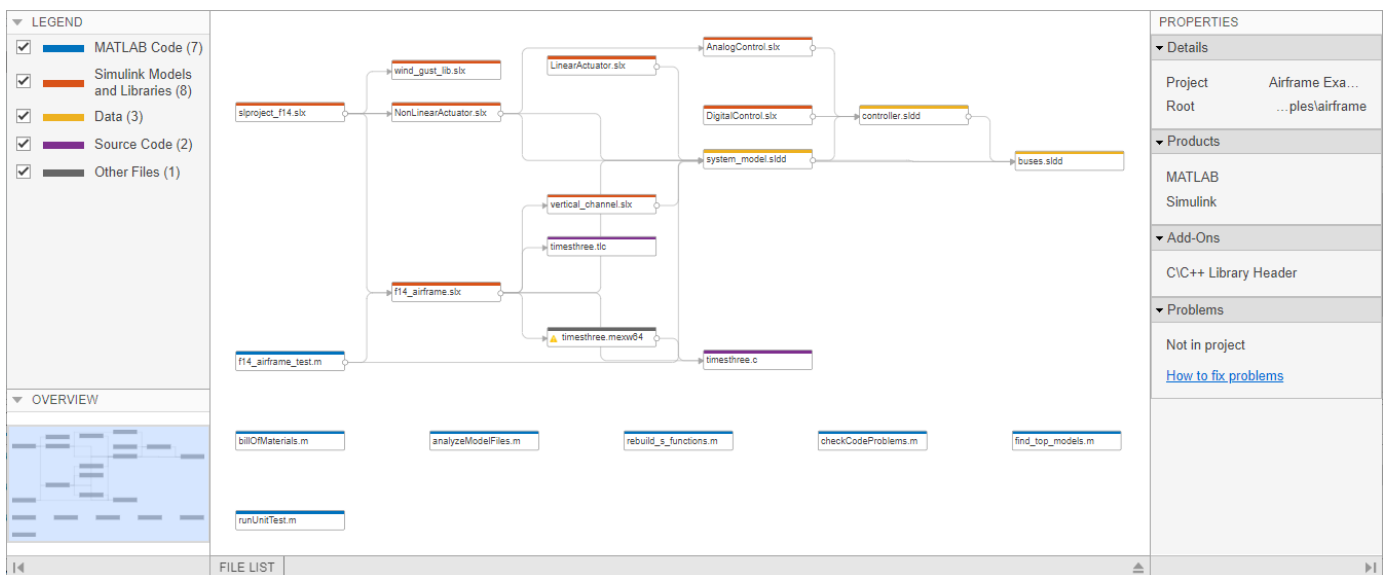 LEGEND
MATLAB Code (7)
Simulink Models
and Libraries (8)
Data (3)
Source Code (2)
Other Files (1)
OVERVIEW
AnalogControl.slx
wind_gust_lib.slx
LinearActuator.slx
slproject_f14.slx
NonLinearActuator.slx
DigitalControl.slx
controller.sldd
system_model.sldd
buses.sldd
vertical_channel.slx
timesthree.tlc
f14_airframe.slx
timesthree.mexw64
f14_airframe_test.m
timesthree.c
billOfMaterials.m
analyzeModelFiles.m
rebuild_s_functions.m
checkCodeProblems.m
find_top_models.m
runUnitTest.m
FILE LIST
PROPERTIES
Details
Project Airframe Exa...
Root ...ples\airframe
Products
MATLAB
Simulink
Add-Ons
C\C++ Library Header
Problems
Not in project
How to fix problems